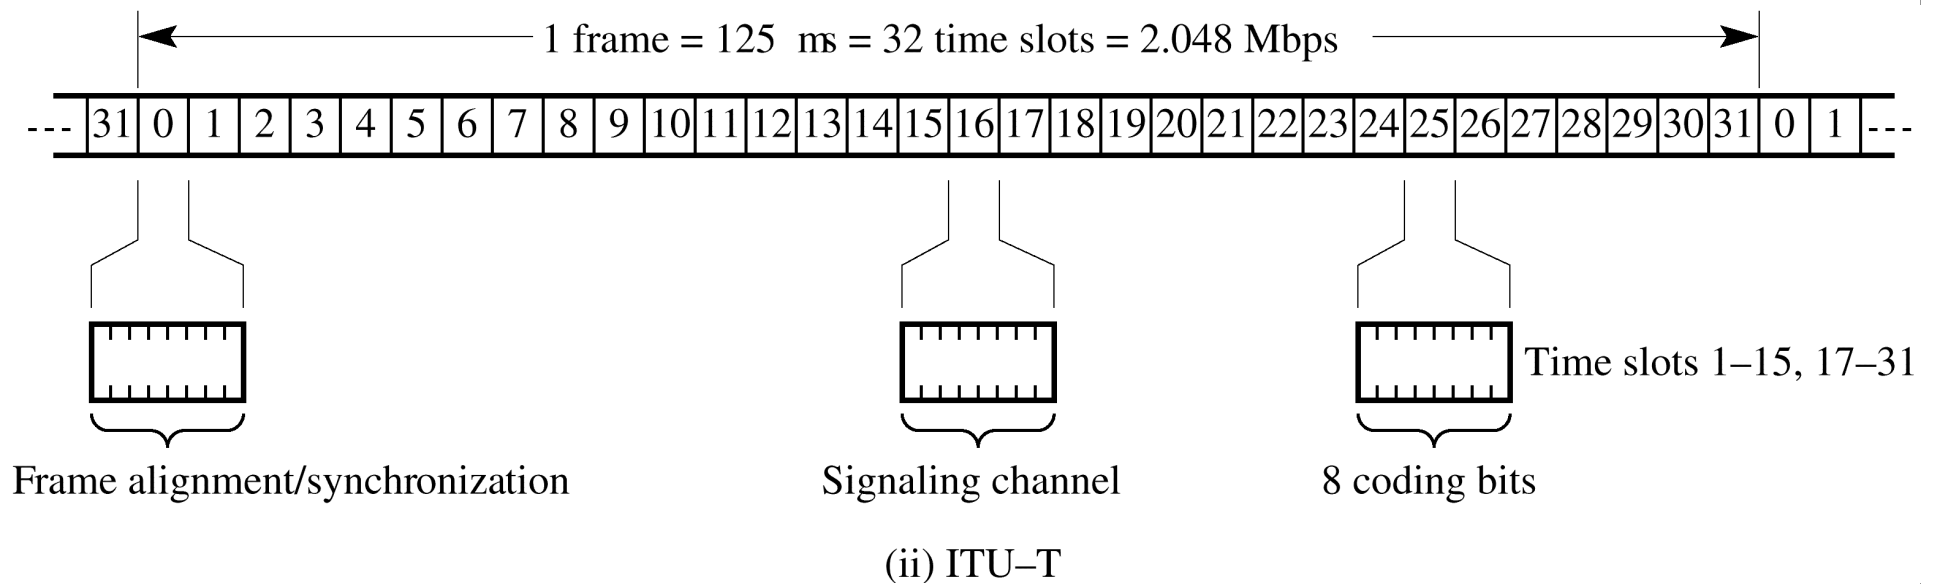 1 frame = 125 ms = 32 time slots = 2.048 Mbps
--- 31 0 1 2 3 4 5 6 7 8 9 10 11 12 13 14 15 16 17 18 19 20 21 22 23 24 25 26 27 28 29 30 31 0 1 ---
Time slots 1–15, 17–31
Frame alignment/synchronization
Signaling channel
8 coding bits
(ii) ITU–T